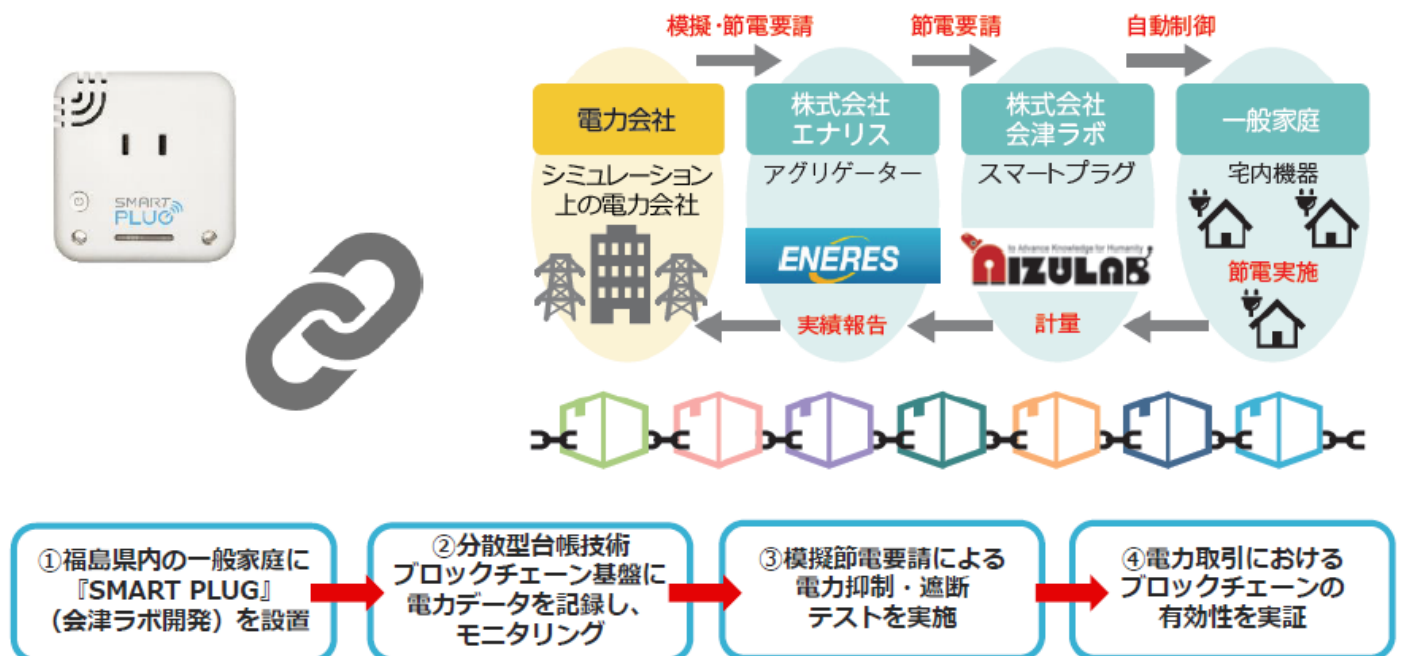 模擬・節電要請
節電要請
自動制御
電力会社
株式会社
エナリス
株式会社
会津ラボ
一般家庭
シミュレーション
上の電力会社
アグリゲーター
スマートプラグ
宅内機器
SMART
PLUG
ENERES
to Advance Knowledge for Humanity
AIZULAB
節電実施
実績報告
計量
①福島県内の一般家庭に
『SMART PLUG』
（会津ラボ開発）を設置
②分散型台帳技術
ブロックチェーン基盤に
電力データを記録し、
モニタリング
③模擬節電要請による
電力抑制・遮断
テストを実施
④電力取引における
ブロックチェーンの
有効性を実証